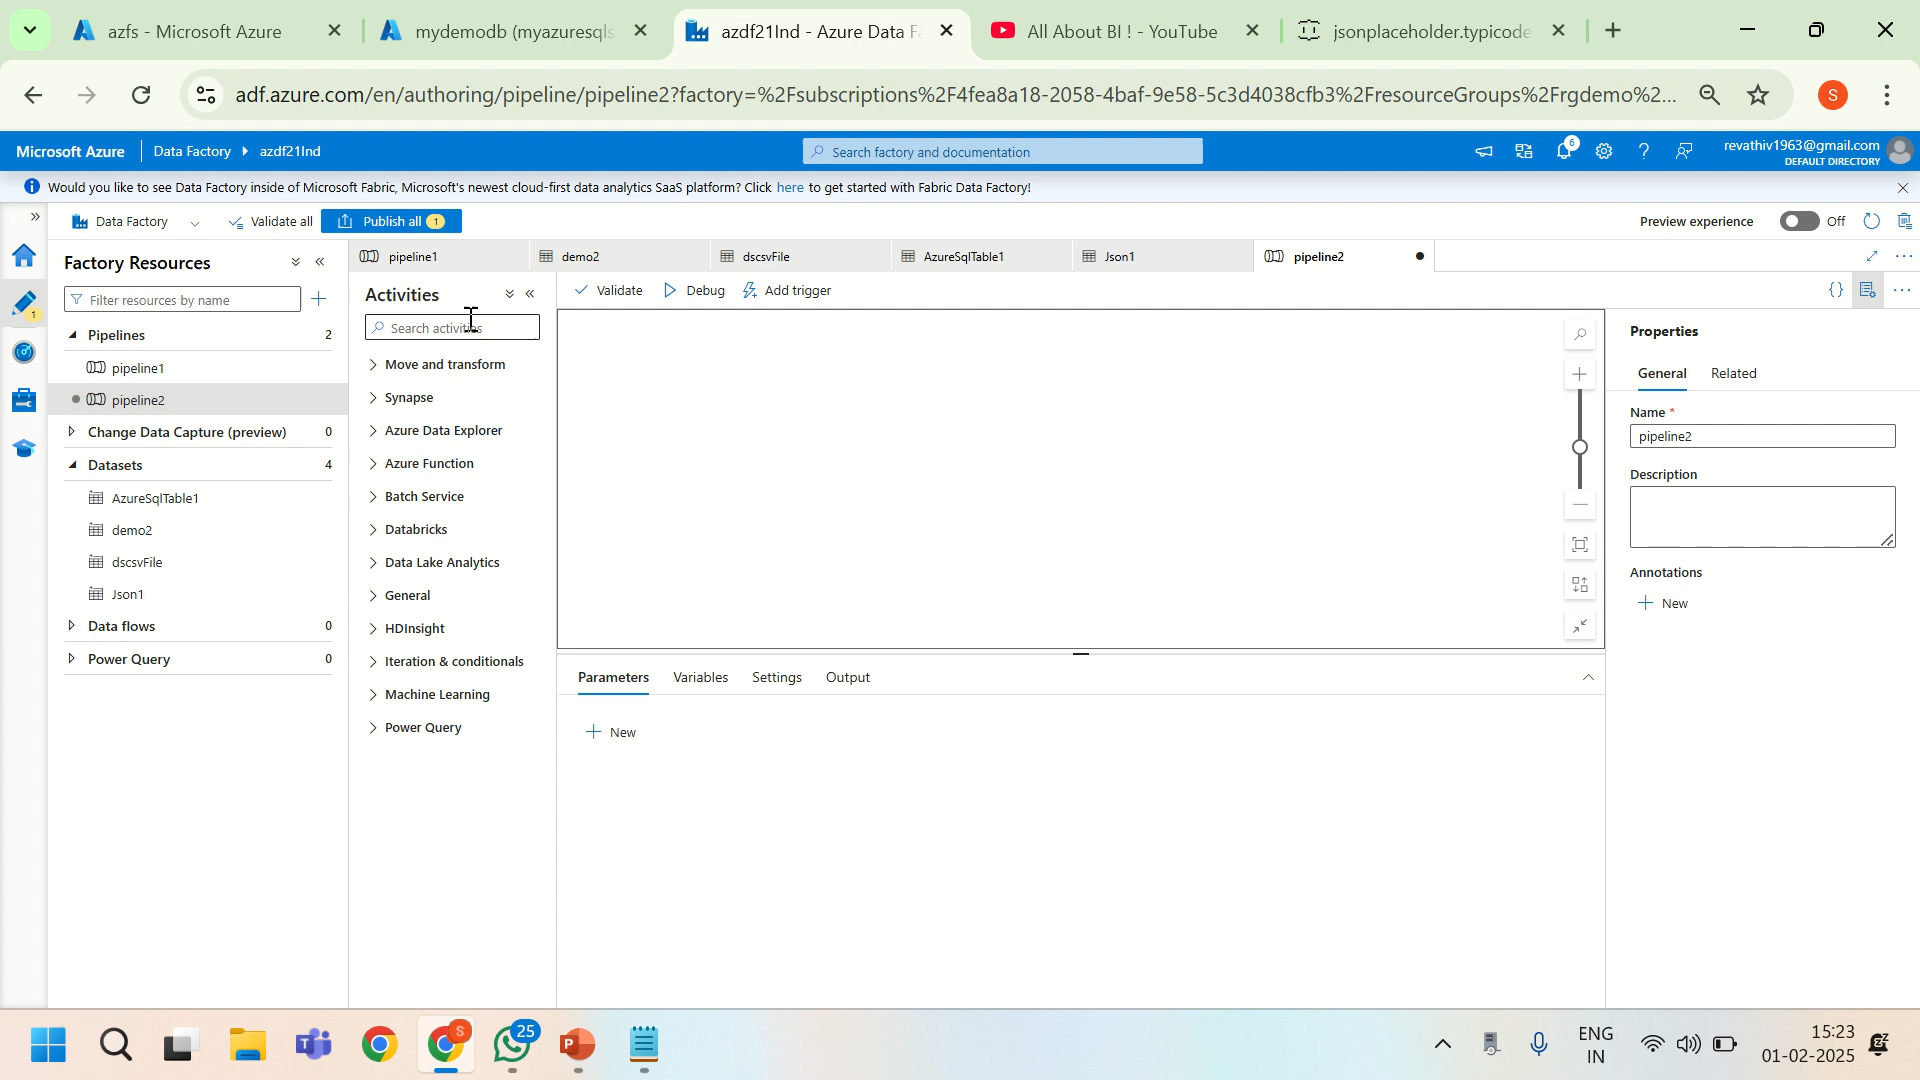 azfs - Microsoft Azure
mydemodb (myazuresqls
azdf21Ind - Azure Data F
All About BI ! - YouTube
jsonplaceholder.typicode
adf.azure.com/en/authoring/pipeline/pipeline2?factory=%2Fsubscriptions%2F4fea8a18-2058-4baf-9e58-5c3d4038cfb3%2FresourceGroups%2Frgdemo%2...
S
Microsoft Azure
Data Factory
azdf21Ind
Search factory and documentation
6
revathiv1963@gmail.com
DEFAULT DIRECTORY
Would you like to see Data Factory inside of Microsoft Fabric, Microsoft's newest cloud-first data analytics SaaS platform? Click here to get started with Fabric Data Factory!
Data Factory
Validate all
Publish all 1
Preview experience
Off
1
Factory Resources
Filter resources by name
Pipelines 2
pipeline1
pipeline2
Change Data Capture (preview) 0
Datasets 4
AzureSqlTable1
demo2
dscsvFile
Json1
Data flows 0
Power Query 0
pipeline1
demo2
dscsvFile
AzureSqlTable1
Json1
pipeline2
Activities
Search activities
Move and transform
Synapse
Azure Data Explorer
Azure Function
Batch Service
Databricks
Data Lake Analytics
General
HDInsight
Iteration & conditionals
Machine Learning
Power Query
Validate
Debug
Add trigger
Parameters
Variables
Settings
Output
New
Properties
General
Related
Name *
pipeline2
Description
Annotations
New
S
25
ENG
IN
15:23
01-02-2025